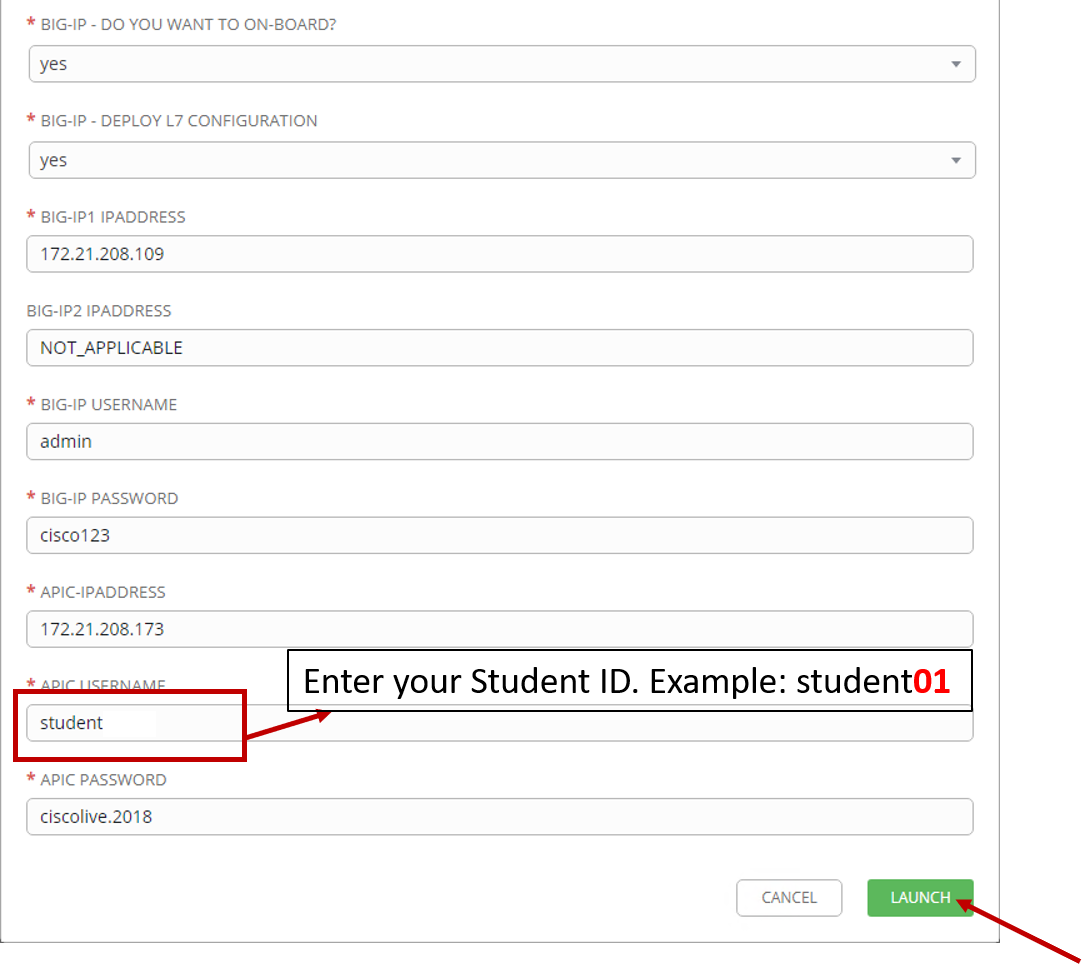 * BIG-IP - DO YOU WANT TO ON-BOARD?
yes
* BIG-IP - DEPLOY L7 CONFIGURATION
yes
* BIG-IP1 IPADDRESS
172.21.208.109
BIG-IP2 IPADDRESS
NOT_APPLICABLE
* BIG-IP USERNAME
admin
* BIG-IP PASSWORD
cisco123
* APIC-IPADDRESS
172.21.208.173
* APIC USERNAME
Enter your Student ID. Example: student01
student
* APIC PASSWORD
ciscolive.2018
CANCEL LAUNCH